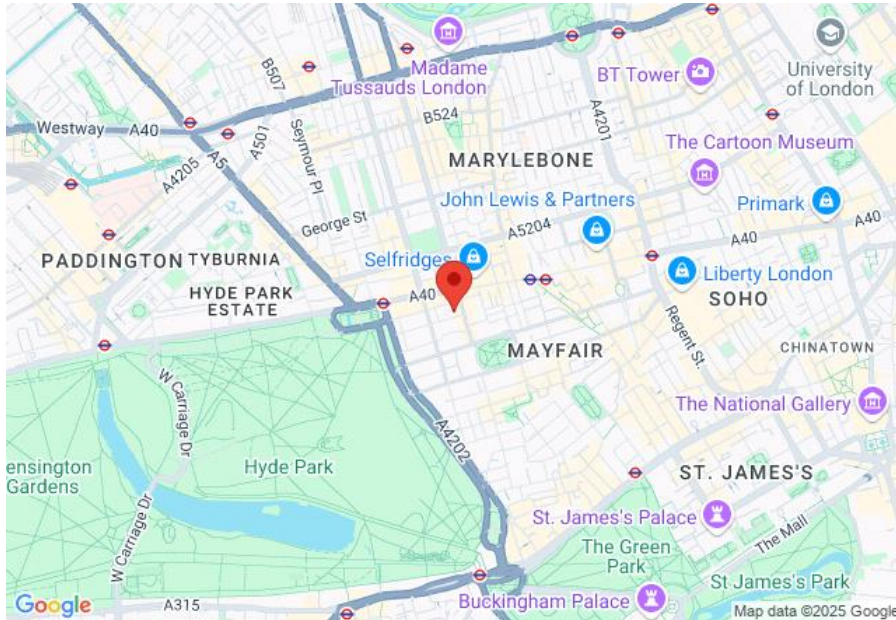 Madame
Tussauds London
BT Tower
University
of London
B507
A4201
Westway
A40
A501
Seymour Pl
B524
MARYLEBONE
The Cartoon Museum
A5
A4205
George St
John Lewis & Partners
Primark
A5204
A40
A40
PADDINGTON
TYBURNIA
Selfridges
Liberty London
HYDE PARK
ESTATE
A40
SOHO
MAYFAIR
Regent St.
CHINATOWN
W Carriage Dr
The National Gallery
A4202
ensington
Gardens
Hyde Park
ST. JAMES'S
W Carriage Dr
St. James's Palace
The Mall
The Green
Park
St James's Park
Google
A315
Buckingham Palace
Map data ©2025 Google